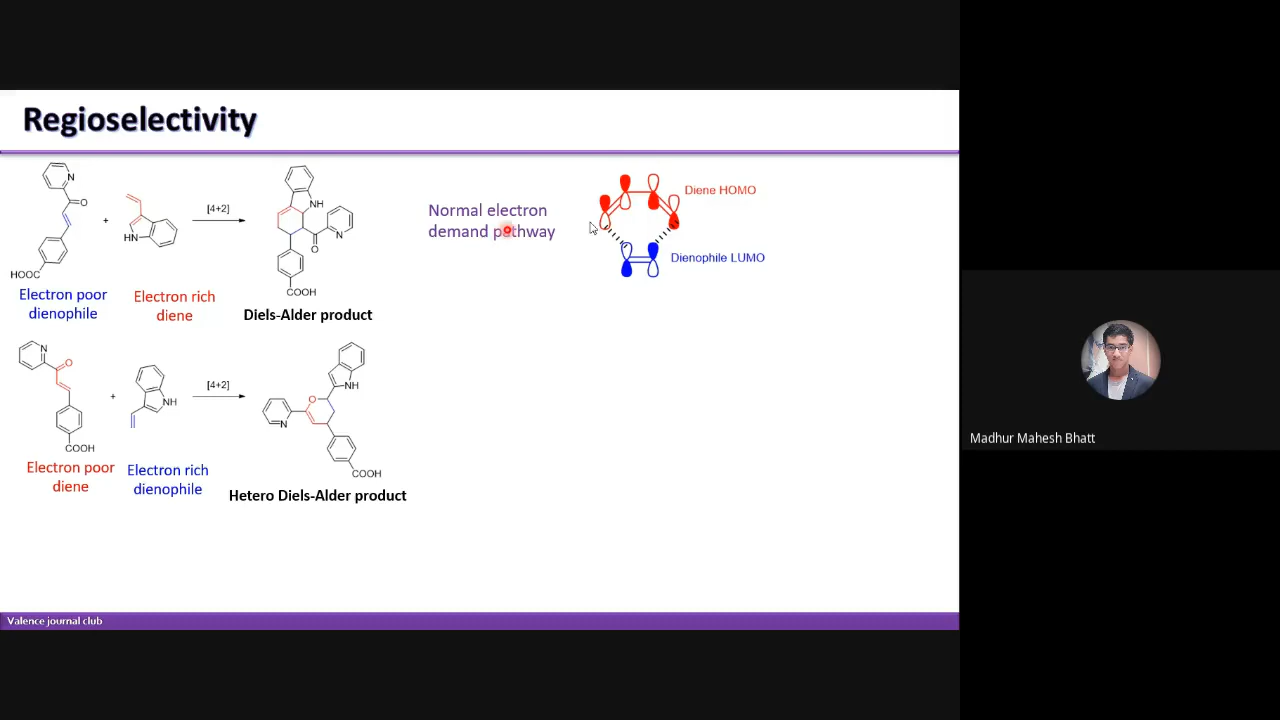 Regioselectivity
N
O
HOOC
+
HN
[4+2]
NH
N
O
COOH
Electron poor
dienophile
Electron rich
diene
Diels-Alder product
Normal electron
demand pathway
Diene HOMO
Dienophile LUMO
N
O
COOH
+
NH
[4+2]
NH
O
N
COOH
Electron poor
diene
Electron rich
dienophile
Hetero Diels-Alder product
Valence journal club
Madhur Mahesh Bhatt